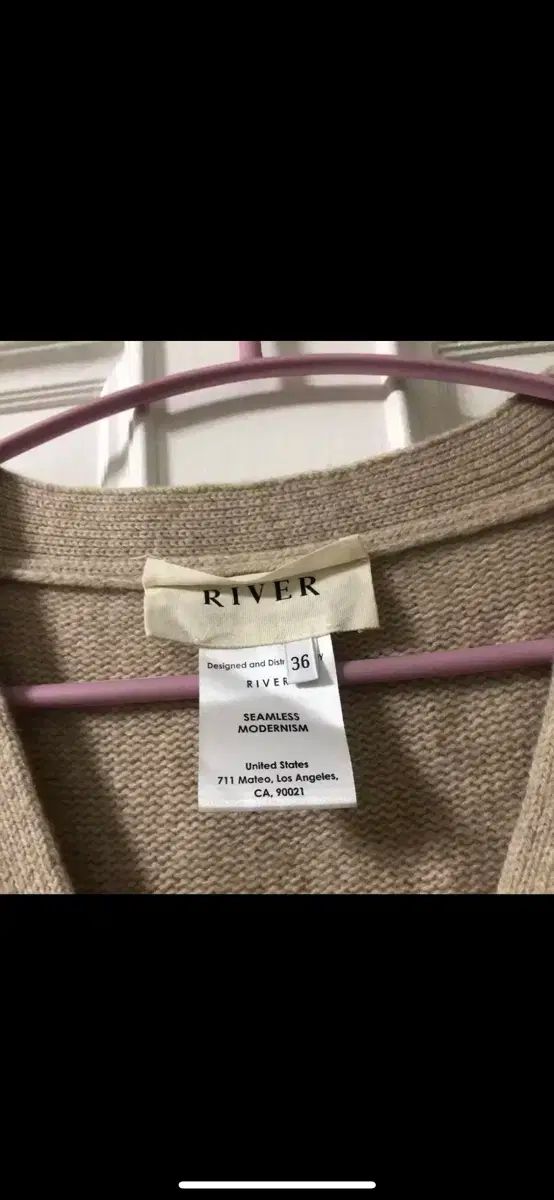 RIVER
Designed and Distr Y
36
RIVER
SEAMLESS
MODERNISM
United States
711 Mateo, Los Angeles,
CA, 90021